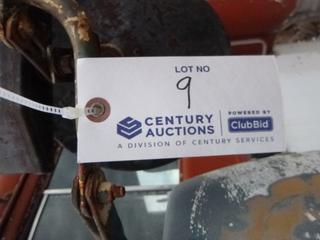 LOT NO
9
CENTURY
AUCTIONS
POWERED BY
ClubBid
A DIVISION OF CENTURY SERVICES